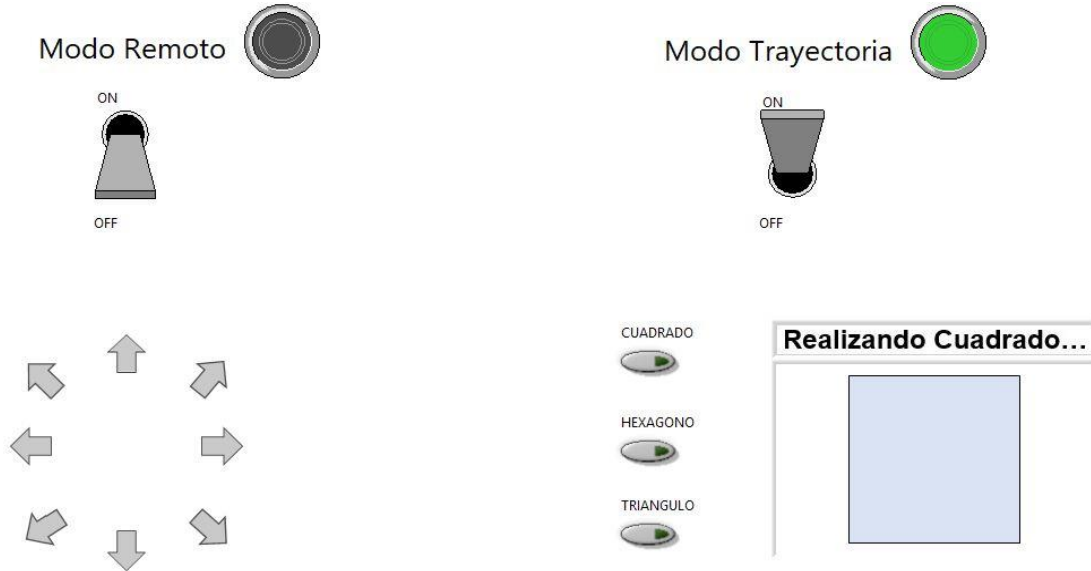 Modo Remoto
ON
OFF
Modo Trayectoria
ON
OFF
CUADRADO
HEXAGONO
TRIANGULO
Realizando Cuadrado...